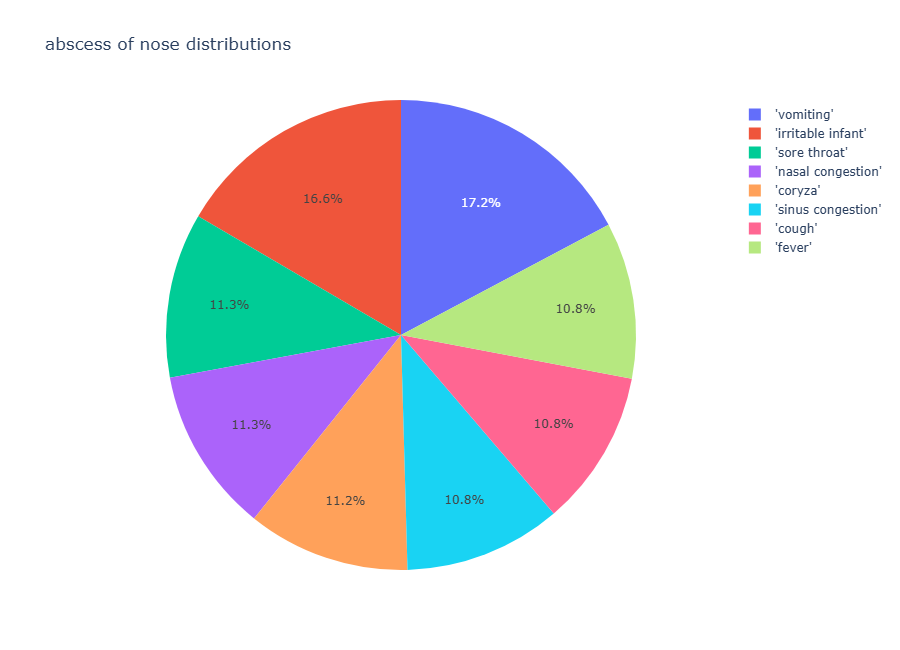 abscess of nose distributions
'vomiting'
'irritable infant'
'sore throat'
'nasal congestion'
'coryza'
'sinus congestion'
'cough'
'fever'
16.6%
17.2%
11.3%
10.8%
11.3%
10.8%
11.2%
10.8%